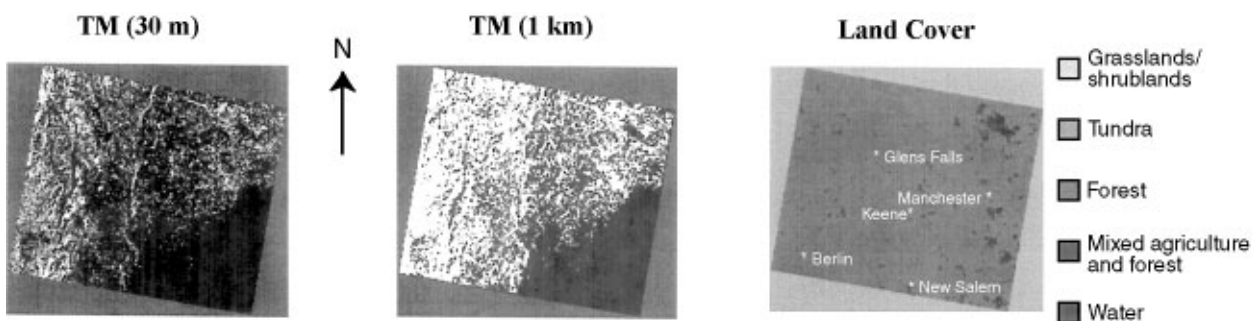 TM (30 m)
N
TM (1 km)
Land Cover
* Glens Falls
Manchester *
Keene*
* Berlin
* New Salem
Grasslands/
shrublands
Tundra
Forest
Mixed agriculture
and forest
Water